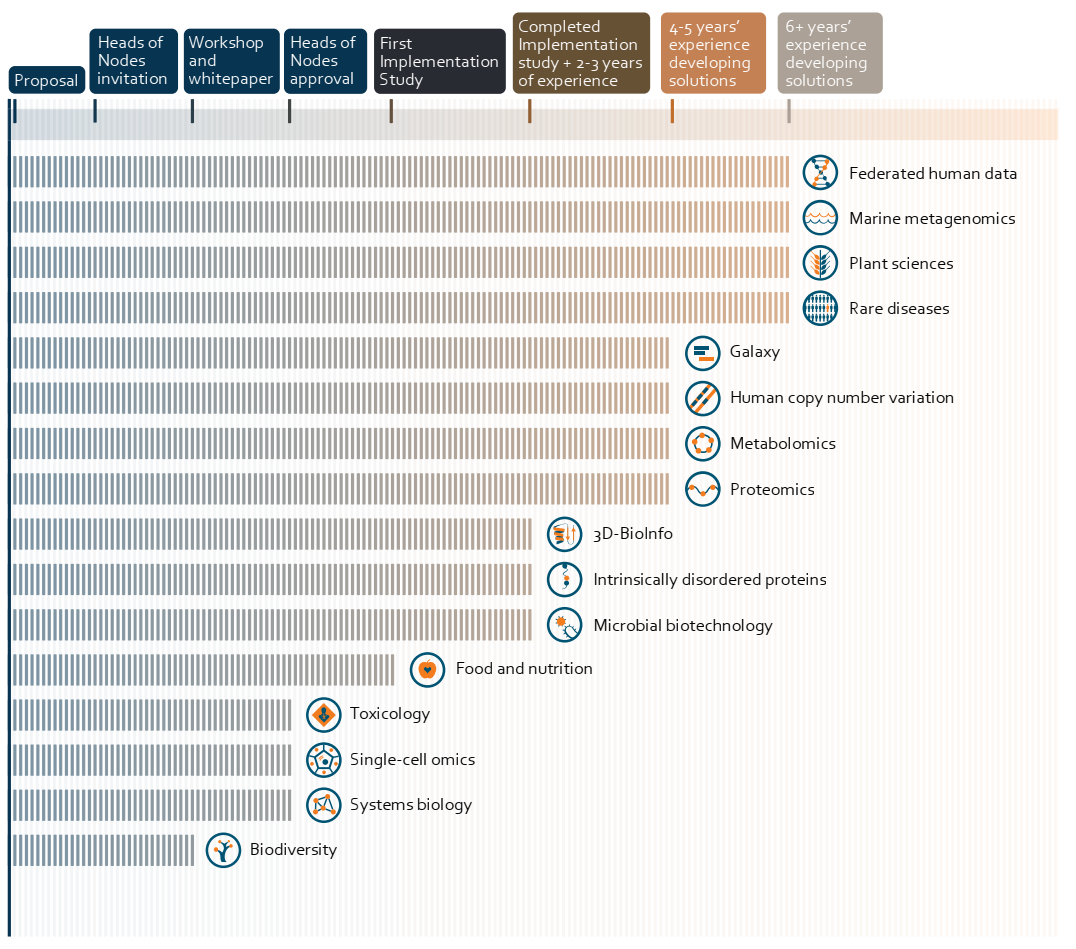 Proposal
Heads of
Nodes
invitation
Workshop
and
whitepaper
Heads of
Nodes
approval
First
Implementation
Study
Completed
Implementation
study + 2-3 years
of experience
4-5 years’
experience
developing
solutions
6+ years’
experience
developing
solutions
Federated human data
Marine metagenomics
Plant sciences
Rare diseases
Galaxy
Human copy number variation
Metabolomics
Proteomics
3D-BioInfo
Intrinsically disordered proteins
Microbial biotechnology
Food and nutrition
Toxicology
Single-cell omics
Systems biology
Biodiversity